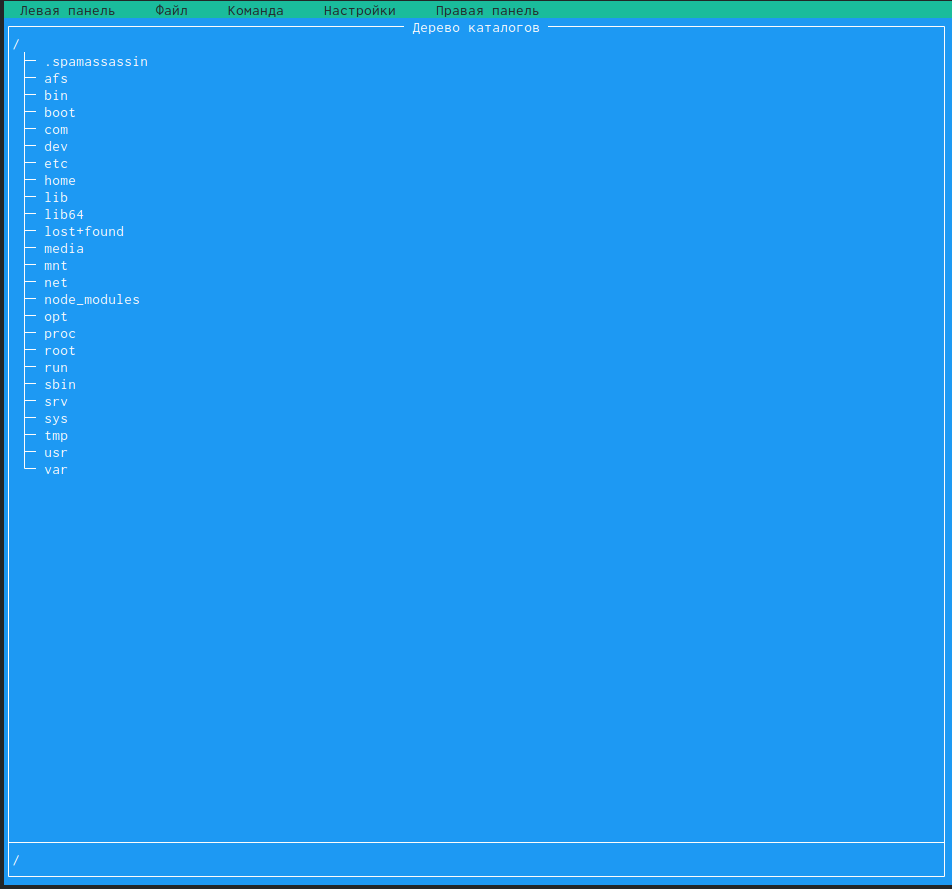 Левая панель Файл Команда Настройки Правая панель
Дерево каталогов
/
.spamassassin
afs
bin
boot
com
dev
etc
home
lib
lib64
lost+found
media
mnt
net
node_modules
opt
proc
root
run
sbin
srv
sys
tmp
usr
var
/